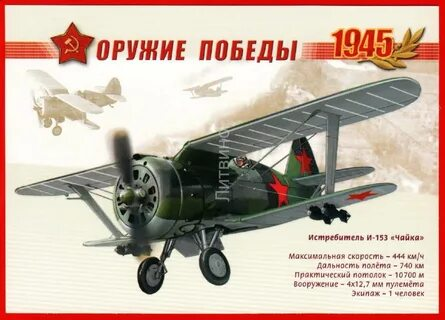 ОРУЖИЕ ПОБЕДЫ
1945
ЛИТВИНС
Истребитель И-153 «Чайка»
Максимальная скорость – 444 км/ч
Дальность полёта – 740 км
Практический потолок – 10700 м
Вооружение – 4х12,7 мм пулемёта
Экипаж – 1 человек